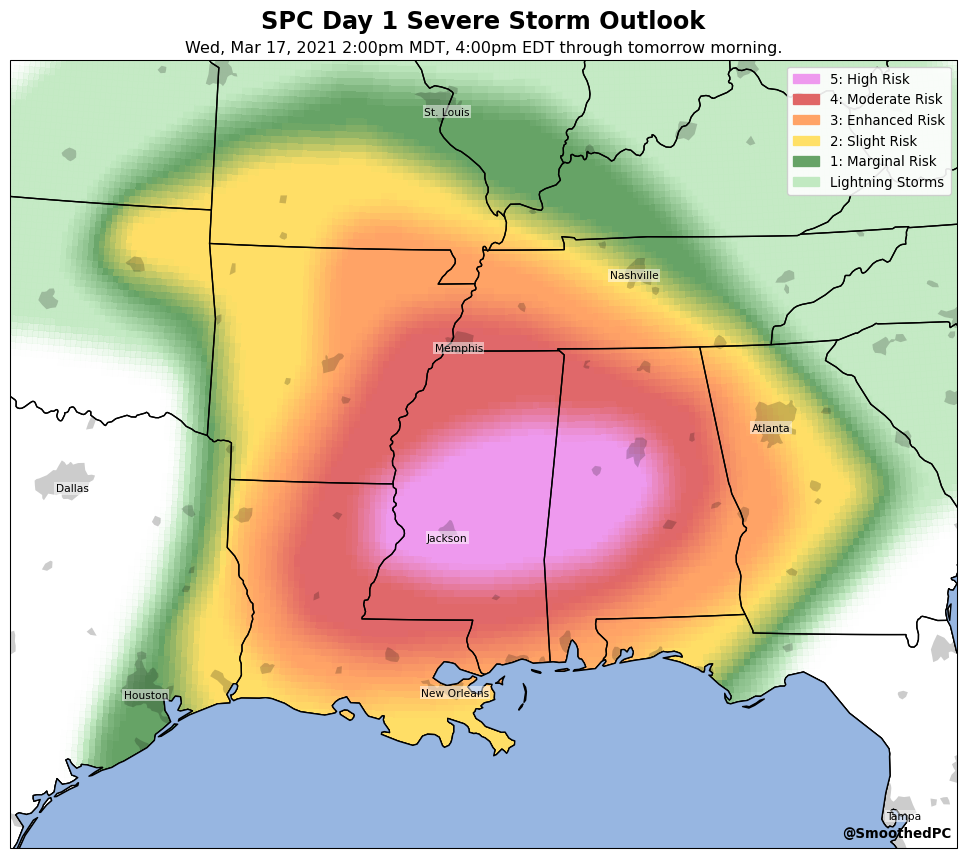 SPC Day 1 Severe Storm Outlook
Wed, Mar 17, 2021 2:00pm MDT, 4:00pm EDT through tomorrow morning.
5: High Risk
4: Moderate Risk
3: Enhanced Risk
2: Slight Risk
1: Marginal Risk
Lightning Storms
St. Louis
Nashville
Memphis
Atlanta
Dallas
Jackson
Houston
New Orleans
Tampa
@SmoothedPC